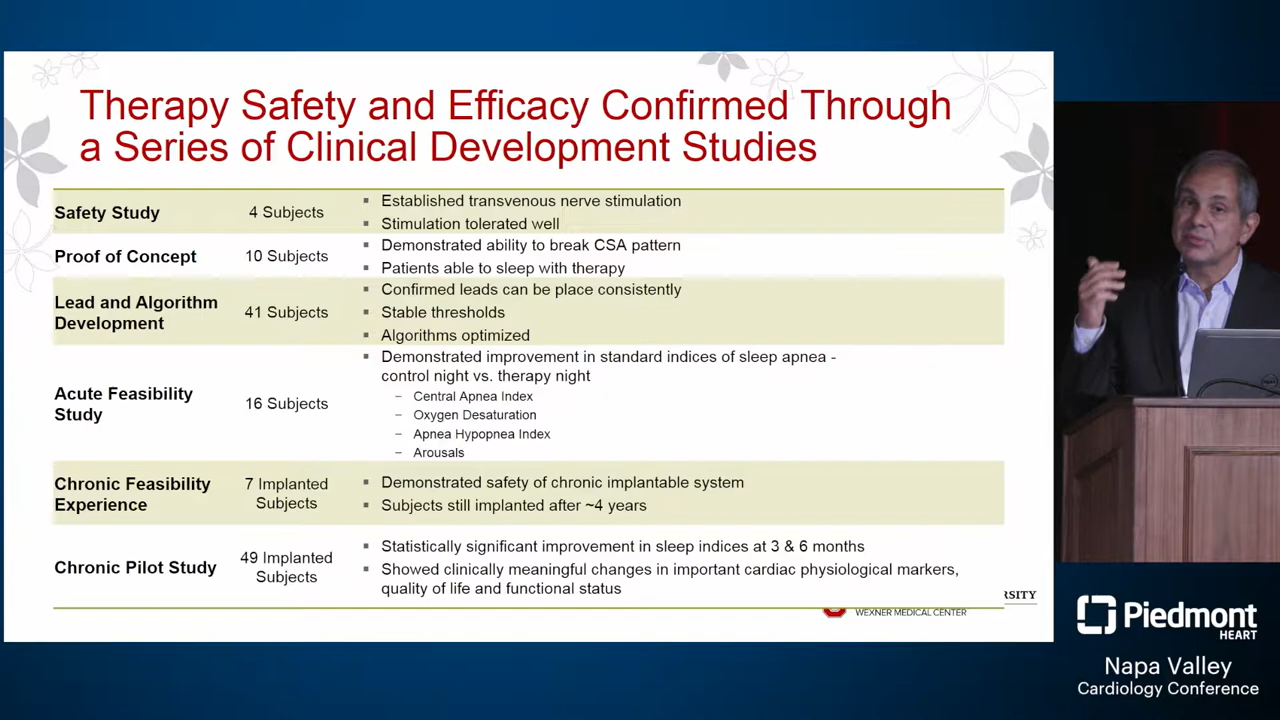 Therapy Safety and Efficacy Confirmed Through
a Series of Clinical Development Studies
Safety Study
4 Subjects
▪ Established transvenous nerve stimulation
▪ Stimulation tolerated well
Proof of Concept
10 Subjects
▪ Demonstrated ability to break CSA pattern
▪ Patients able to sleep with therapy
Lead and Algorithm
Development
41 Subjects
▪ Confirmed leads can be place consistently
▪ Stable thresholds
▪ Algorithms optimized
Acute Feasibility
Study
16 Subjects
▪ Demonstrated improvement in standard indices of sleep apnea -
control night vs. therapy night
– Central Apnea Index
– Oxygen Desaturation
– Apnea Hypopnea Index
– Arousals
Chronic Feasibility
Experience
7 Implanted
Subjects
▪ Demonstrated safety of chronic implantable system
▪ Subjects still implanted after ~4 years
Chronic Pilot Study
49 Implanted
Subjects
▪ Statistically significant improvement in sleep indices at 3 & 6 months
▪ Showed clinically meaningful changes in important cardiac physiological markers,
quality of life and functional status
RSITY
WEXNER MEDICAL CENTER
DELL
Piedmont
HEART
Napa Valley
Cardiology Conference